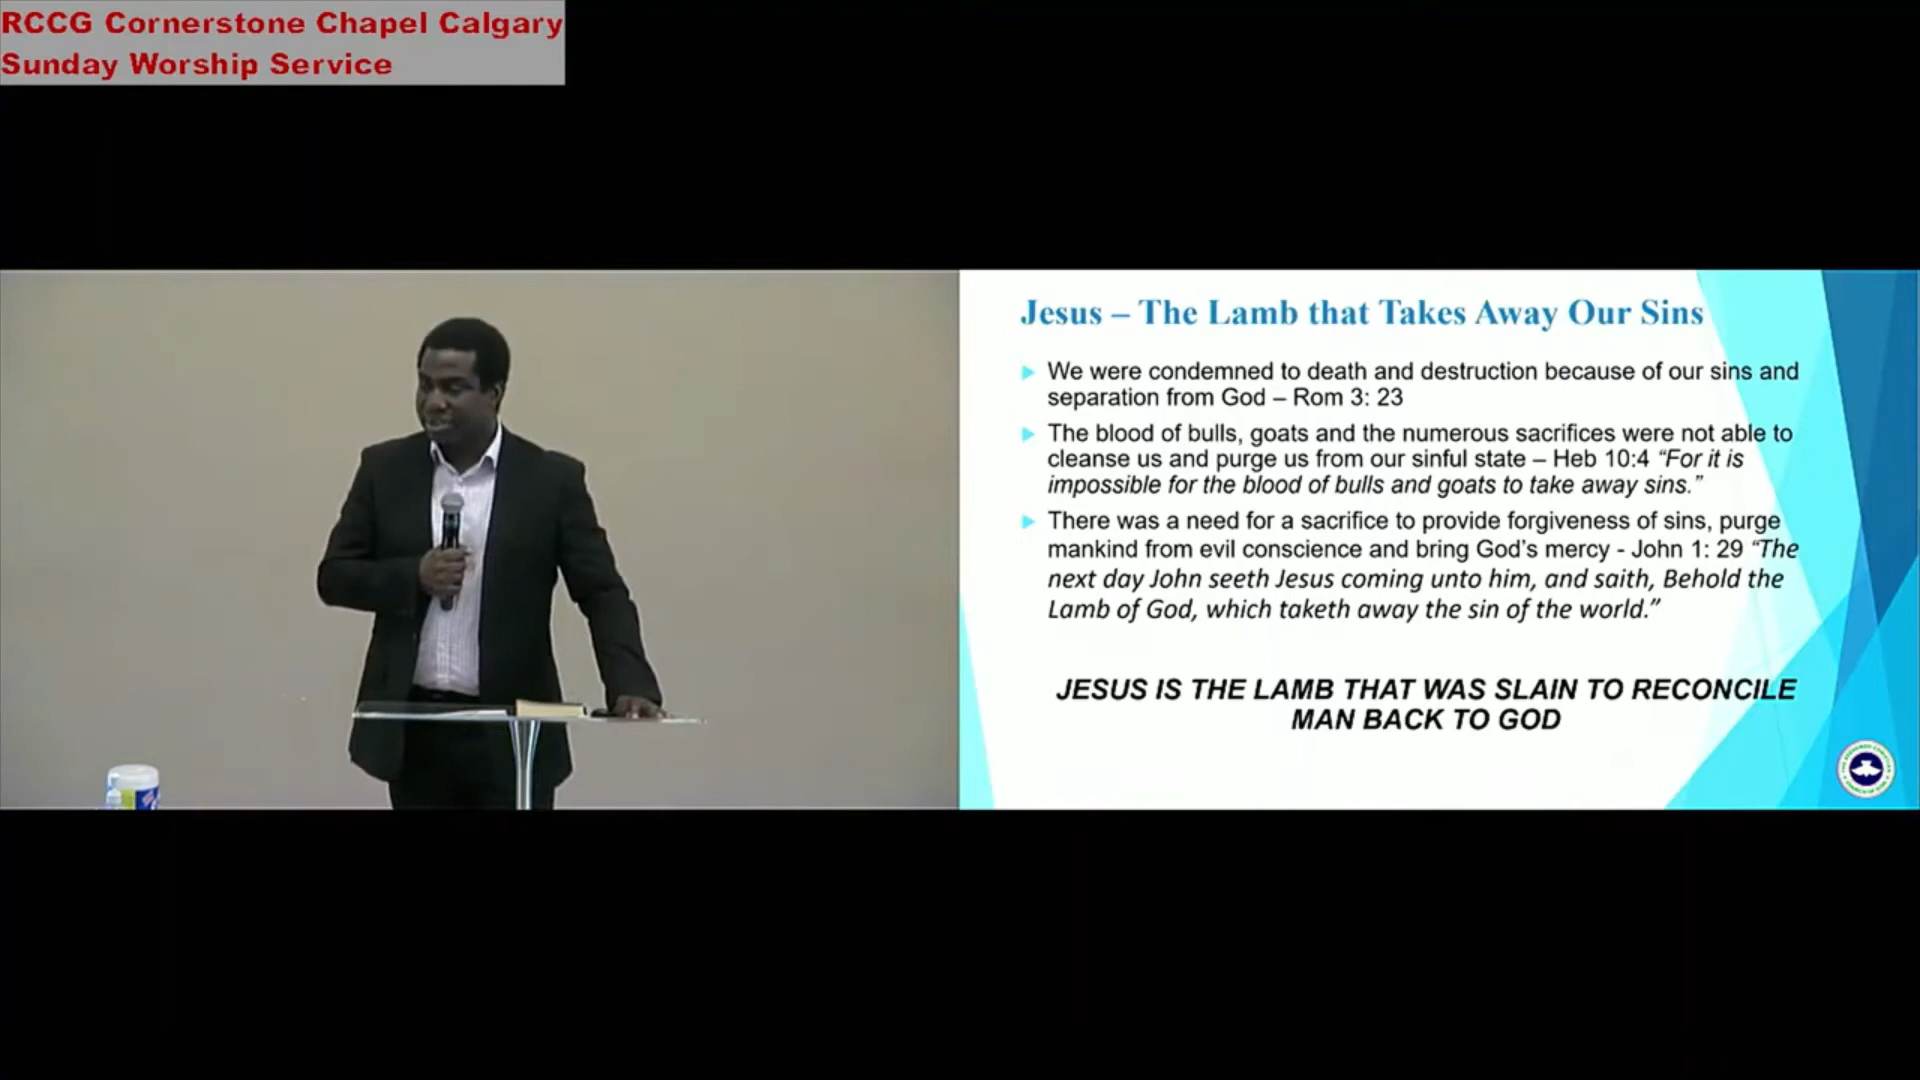 RCCG Cornerstone Chapel Calgary
Sunday Worship Service
Jesus – The Lamb that Takes Away Our Sins
We were condemned to death and destruction because of our sins and
separation from God – Rom 3: 23
The blood of bulls, goats and the numerous sacrifices were not able to
cleanse us and purge us from our sinful state – Heb 10:4 “For it is
impossible for the blood of bulls and goats to take away sins.”
There was a need for a sacrifice to provide forgiveness of sins, purge
mankind from evil conscience and bring God’s mercy - John 1: 29 “The
next day John seeth Jesus coming unto him, and saith, Behold the
Lamb of God, which taketh away the sin of the world.”
JESUS IS THE LAMB THAT WAS SLAIN TO RECONCILE
MAN BACK TO GOD